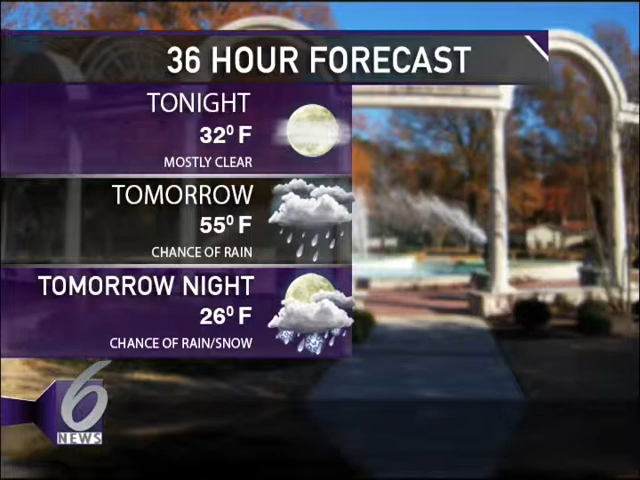 36 HOUR FORECAST
TONIGHT
32⁰ F
MOSTLY CLEAR
TOMORROW
55⁰ F
CHANCE OF RAIN
TOMORROW NIGHT
26⁰ F
CHANCE OF RAIN/SNOW
6
NEWS